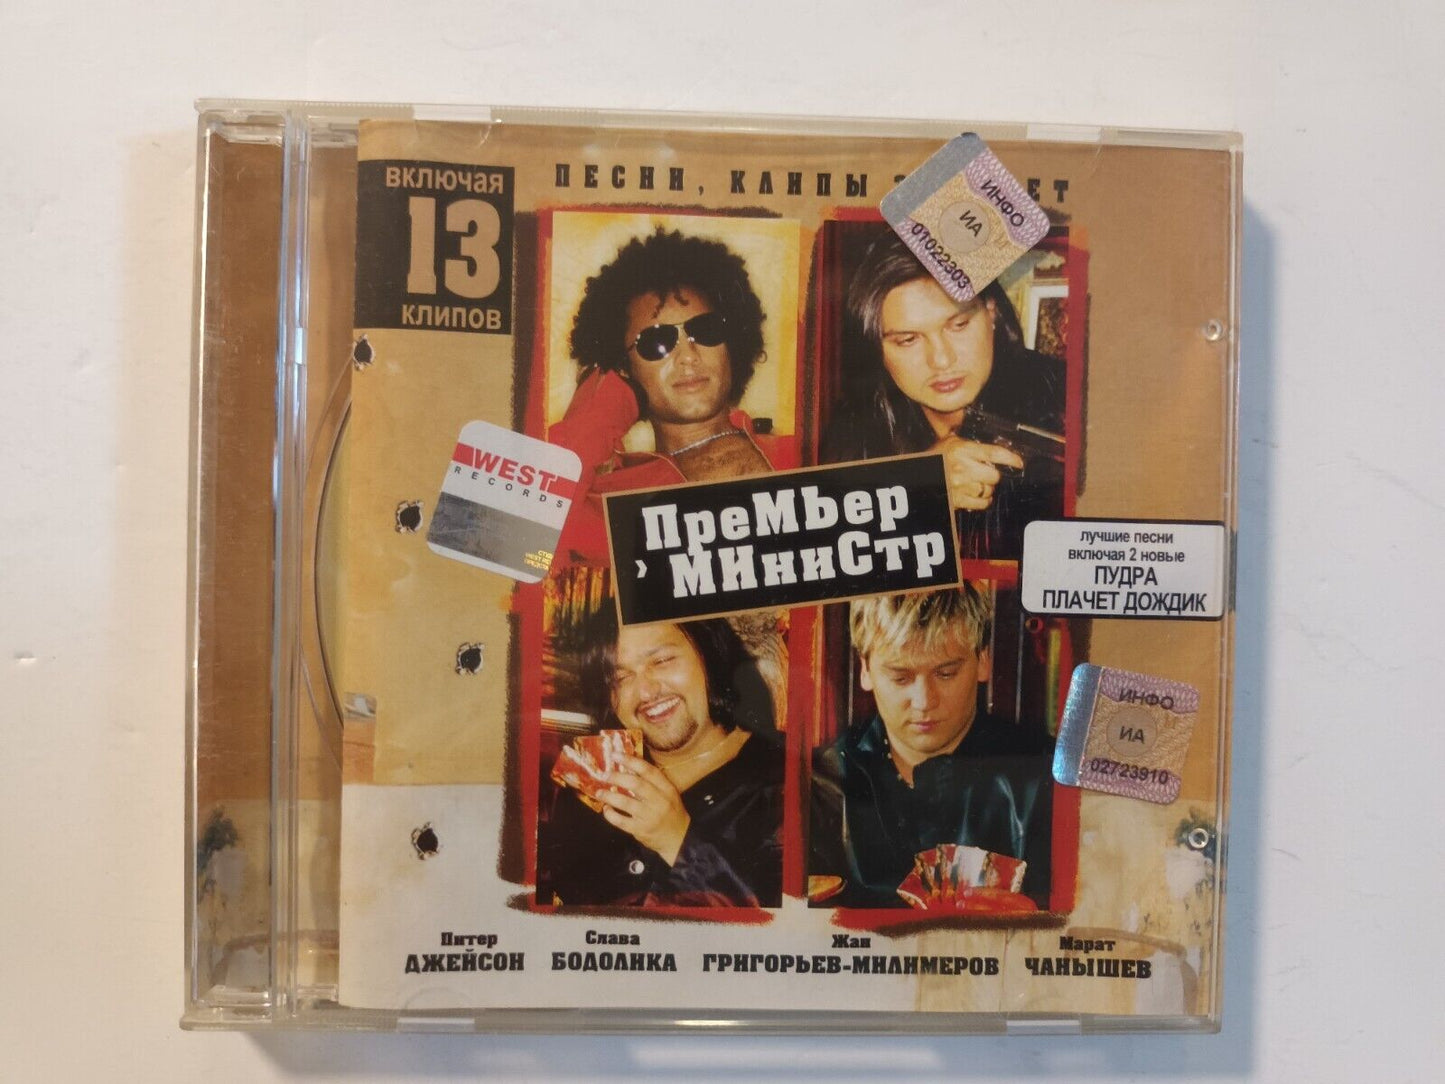 включая
13
клипов
ПЕСНИ, КЛИПЫ
ИНФО
ИА
01022303
WEST
RECORDS
ПреМЬер
МИниСтр
лучшие песни
включая 2 новые
ПУДРА
ПЛАЧЕТ ДОЖДИК
ИНФО
ИА
02723910
Питер
ДЖЕЙСОН
Слава
БОДОЛИКА
Жан
ГРИГОРЬЕВ-МИЛИМЕРОВ
Марат
ЧАНЫШЕВ